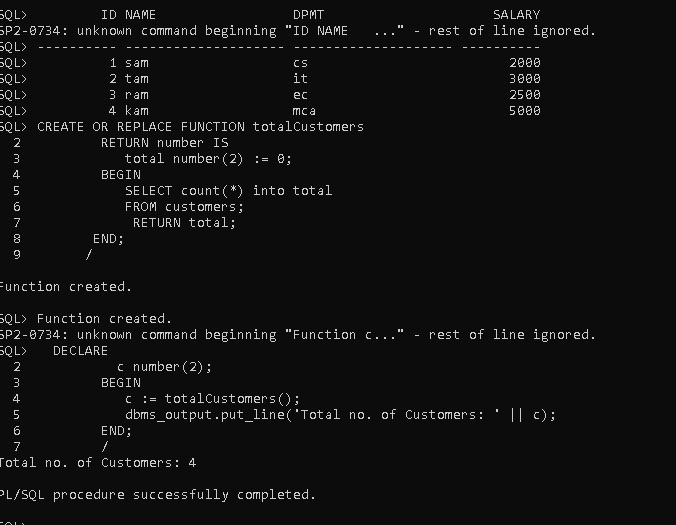 SQL>         ID NAME                 DPMT                     SALARY
SP2-0734: unknown command beginning "ID NAME   ..." - rest of line ignored.
SQL> ---------- -------------------- -------------------- ----------
SQL>          1 sam                  cs                         2000
SQL>          2 tam                  it                         3000
SQL>          3 ram                  ec                         2500
SQL>          4 kam                  mca                        5000
SQL> CREATE OR REPLACE FUNCTION totalCustomers
  2          RETURN number IS
  3             total number(2) := 0;
  4          BEGIN
  5             SELECT count(*) into total
  6             FROM customers;
  7              RETURN total;
  8         END;
  9        /
Function created.
SQL> Function created.
SP2-0734: unknown command beginning "Function c..." - rest of line ignored.
SQL>   DECLARE
  2            c number(2);
  3          BEGIN
  4             c := totalCustomers();
  5             dbms_output.put_line('Total no. of Customers: ' || c);
  6          END;
  7          /
Total no. of Customers: 4
PL/SQL procedure successfully completed.
SQL>